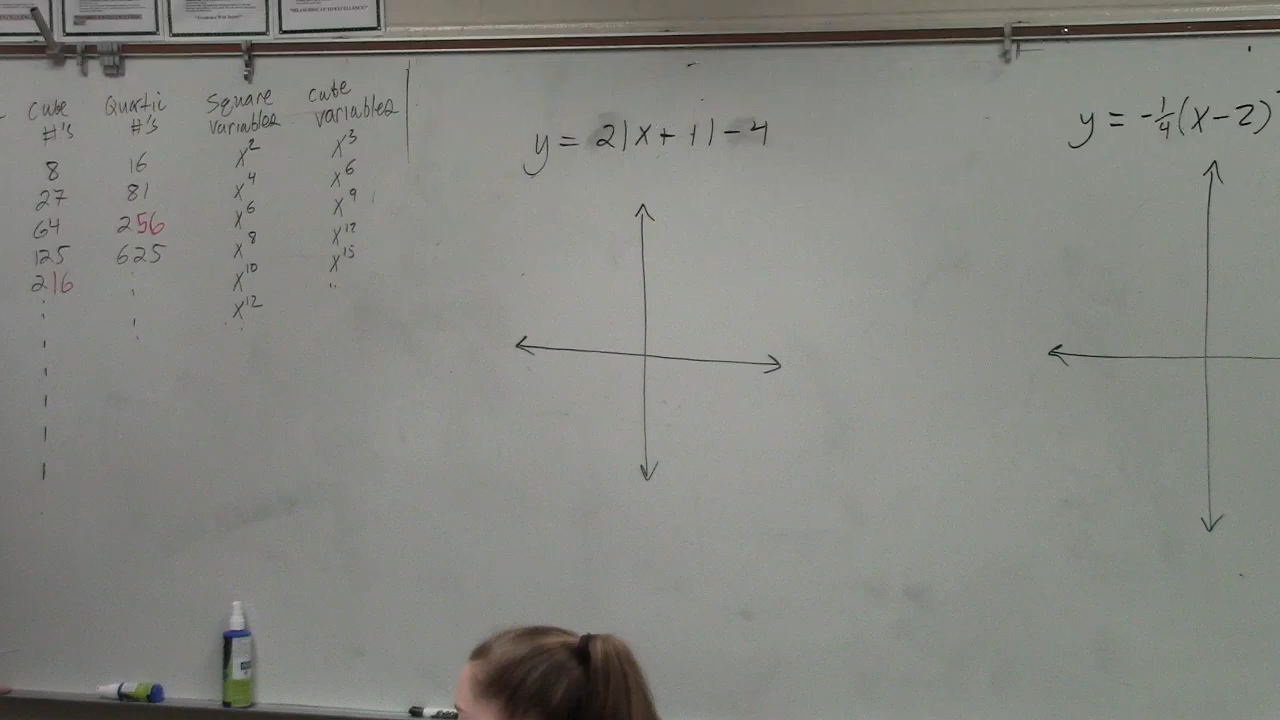 Cube Quartic Square cube
#'s #'s variables variables
8 16 x² x³
27 81 x⁴ x⁶
64 256 x⁶ x⁹
125 625 x⁸ x¹²
216 x¹⁰ x¹⁵
x¹²
y = 2|x+1|-4
y = -1/4(x-2)